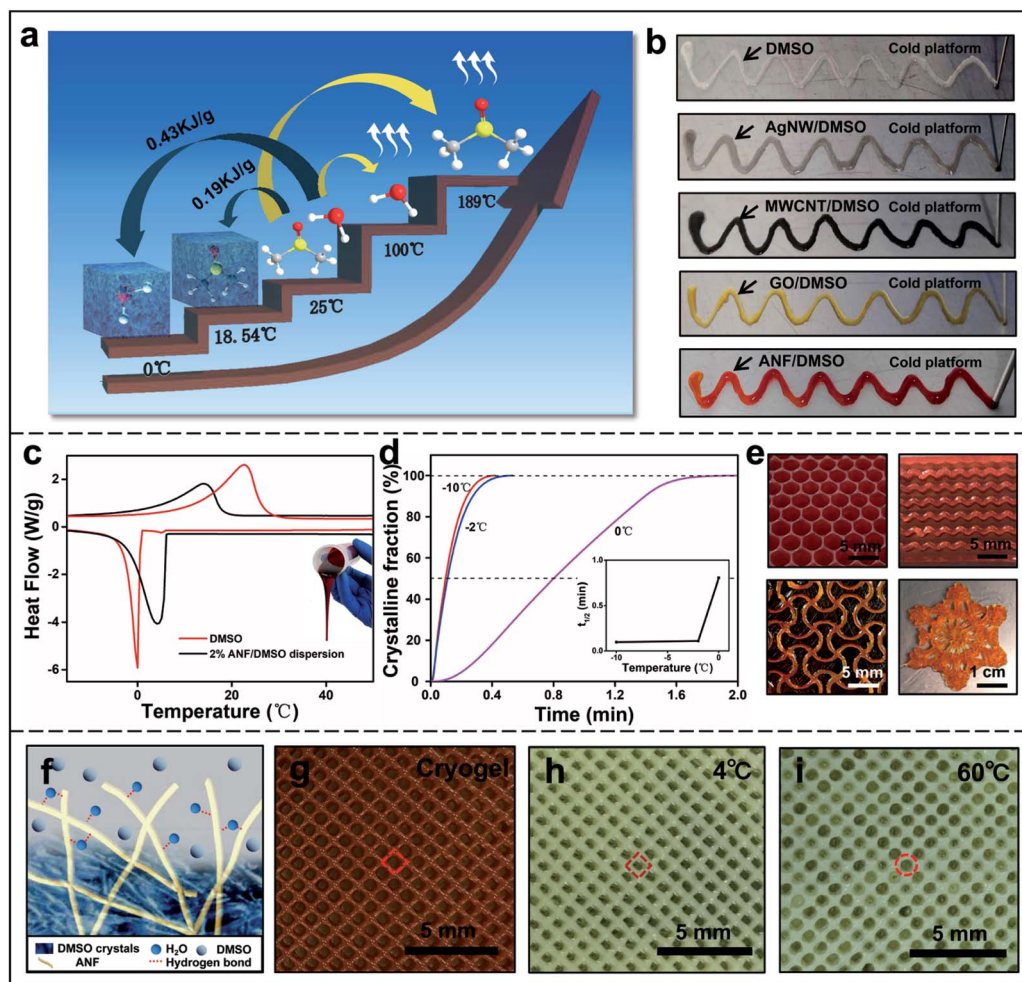 a
0.43KJ/g
0.19KJ/g
0℃
18.54℃
25℃
100℃
189℃
b
DMSO
Cold platform
AgNW/DMSO
Cold platform
MWCNT/DMSO
Cold platform
GO/DMSO
Cold platform
ANF/DMSO
Cold platform
c
Heat Flow (W/g)
2
0
-2
-4
-6
DMSO
2% ANF/DMSO dispersion
0
20
40
Temperature (℃)
d
Crystalline fraction (%)
100
80
60
40
20
0
-10℃
-2℃
0℃
t1/2 (min)
1.0
0.5
0.0
-10
-5
0
Temperature (℃)
0.0
0.4
0.8
1.2
1.6
2.0
Time (min)
e
5 mm
5 mm
5 mm
1 cm
f
DMSO crystals
H2O
DMSO
ANF
Hydrogen bond
g
Cryogel
5 mm
h
4℃
5 mm
i
60℃
5 mm